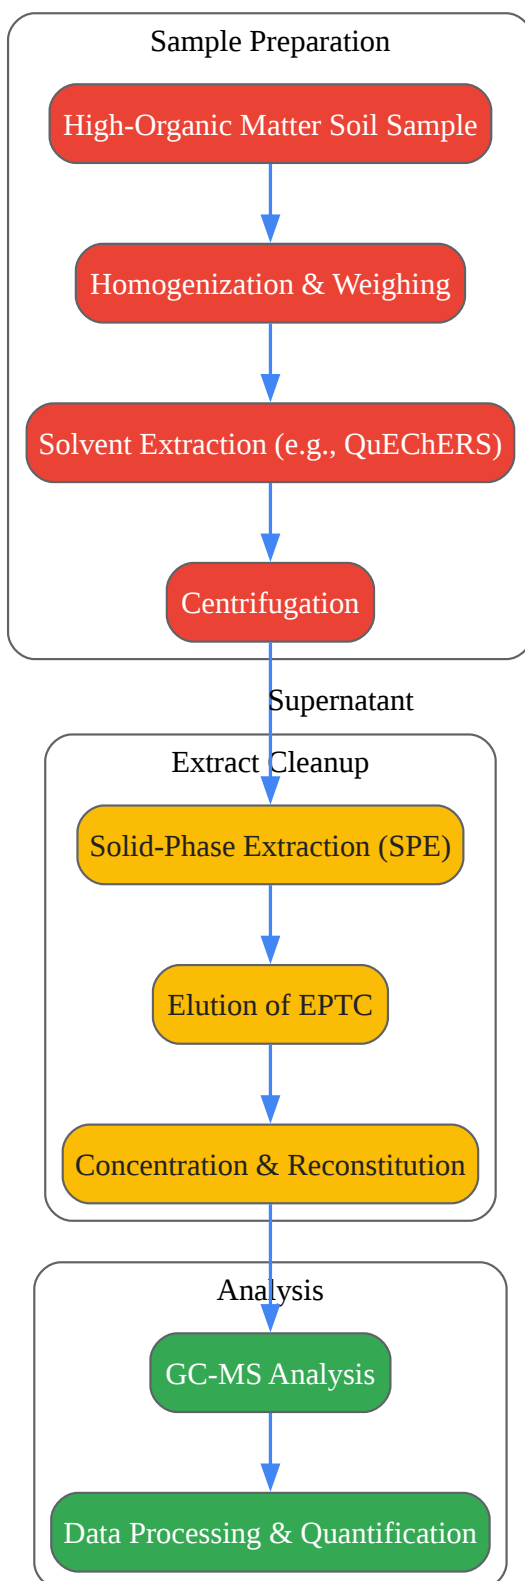 Sample Preparation
High-Organic Matter Soil Sample
Homogenization & Weighing
Solvent Extraction (e.g., QuEChERS)
Centrifugation
Supernatant
Extract Cleanup
Solid-Phase Extraction (SPE)
Elution of EPTC
Concentration & Reconstitution
Analysis
GC-MS Analysis
Data Processing & Quantification